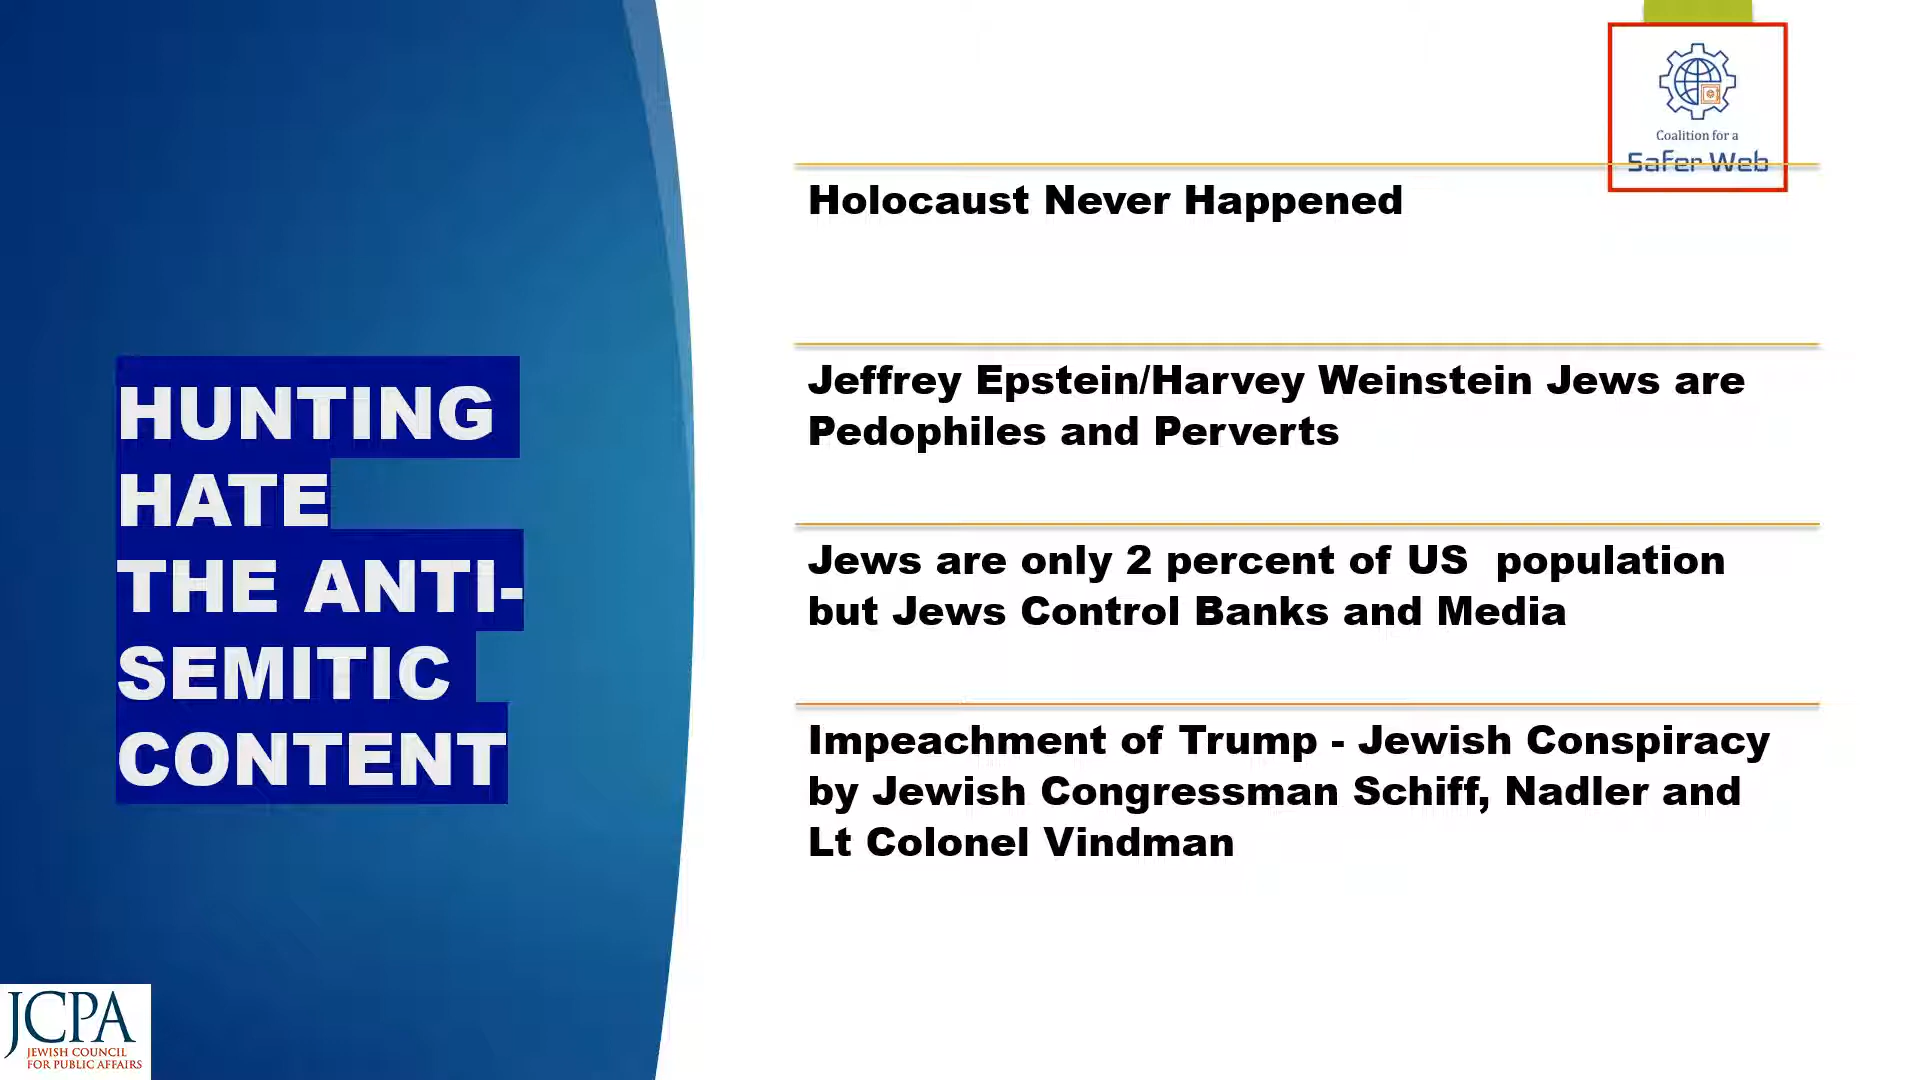 Coalition for a
Safer Web
HUNTING
HATE
THE ANTI-
SEMITIC
CONTENT
Holocaust Never Happened
Jeffrey Epstein/Harvey Weinstein Jews are
Pedophiles and Perverts
Jews are only 2 percent of US  population
but Jews Control Banks and Media
Impeachment of Trump - Jewish Conspiracy
by Jewish Congressman Schiff, Nadler and
Lt Colonel Vindman
JCPA
JEWISH COUNCIL
FOR PUBLIC AFFAIRS